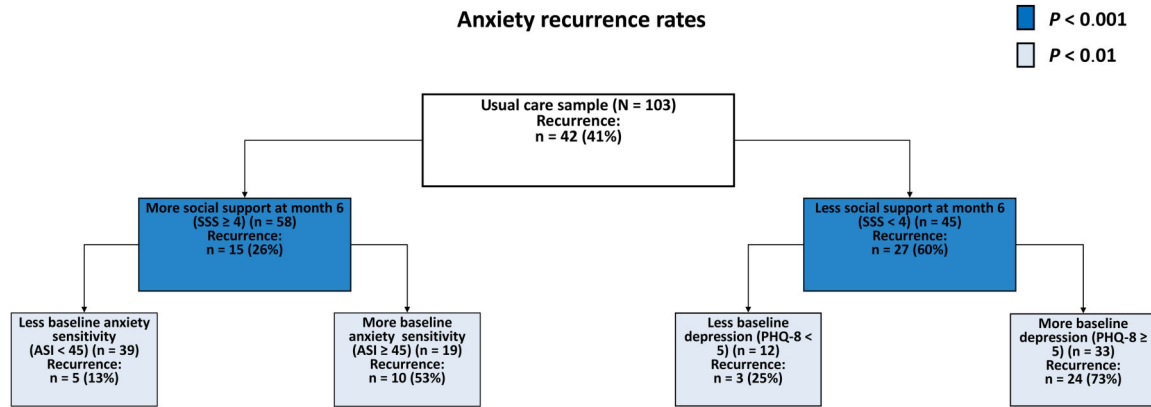 Anxiety recurrence rates
P < 0.001
P < 0.01
Usual care sample (N = 103)
Recurrence:
n = 42 (41%)
More social support at month 6
(SSS ≥ 4) (n = 58)
Recurrence:
n = 15 (26%)
Less social support at month 6
(SSS < 4) (n = 45)
Recurrence:
n = 27 (60%)
Less baseline anxiety
sensitivity
(ASI < 45) (n = 39)
Recurrence:
n = 5 (13%)
More baseline
anxiety sensitivity
(ASI ≥ 45) (n = 19)
Recurrence:
n = 10 (53%)
Less baseline
depression (PHQ-8 <
5) (n = 12)
Recurrence:
n = 3 (25%)
More baseline
depression (PHQ-8 ≥
5) (n = 33)
Recurrence:
n = 24 (73%)